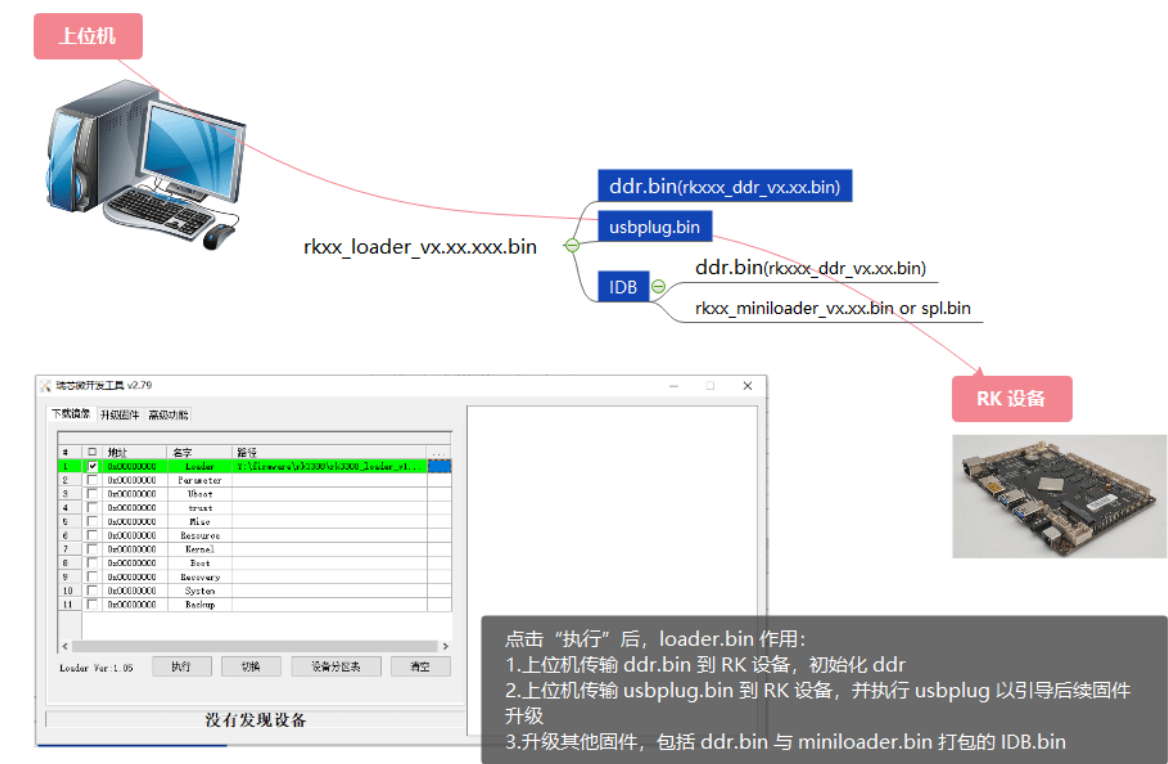 上位机
ddr.bin(rkxxx_ddr_vx.xx.bin)
usbplug.bin
rkxx_loader_vx.xx.xxx.bin
ddr.bin(rkxxx_ddr_vx.xx.bin)
IDB
rkxx_miniloader_vx.xx.bin or spl.bin
RK 设备
瑞芯微开发工具 v2.79
下载镜像 升级固件 高级功能
# 地址 名字 路径 ...
1 0x00000000 Loader Y:\firmware\rk3308\rk3308_loader_v1...
2 0x00000000 Parameter
3 0x00000000 Uboot
4 0x00000000 trust
5 0x00000000 Misc
6 0x00000000 Resource
7 0x00000000 Kernel
8 0x00000000 Boot
9 0x00000000 Recovery
10 0x00000000 System
11 0x00000000 Backup
Loader Ver:1.05 执行 切换 设备分区表 清空
没有发现设备
点击“执行”后，loader.bin 作用：
1.上位机传输 ddr.bin 到 RK 设备，初始化 ddr
2.上位机传输 usbplug.bin 到 RK 设备，并执行 usbplug 以引导后续固件
升级
3.升级其他固件，包括 ddr.bin 与 miniloader.bin 打包的 IDB.bin